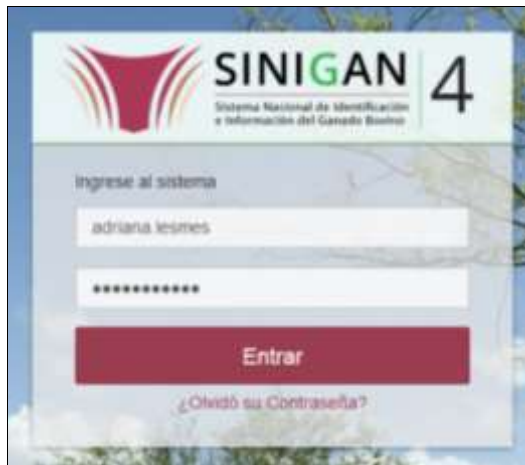 SINIGAN 4
Sistema Nacional de Identificación
e Información del Ganado Bovino
Ingrese al sistema
adriana.lesmes
•••••••••••
Entrar
¿Olvidó su Contraseña?